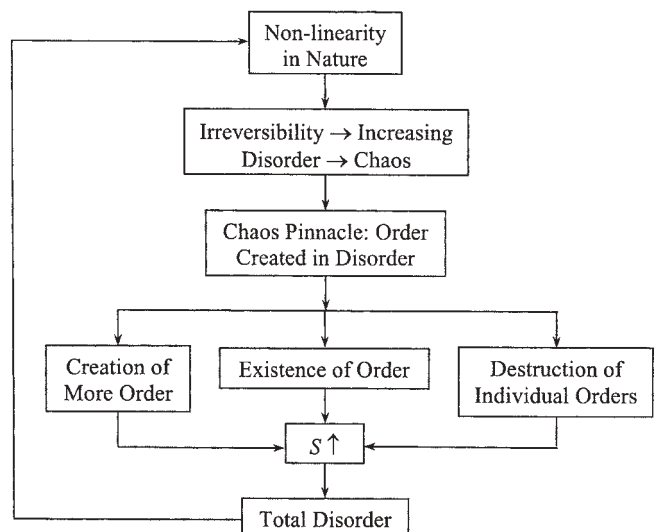 Non-linearity
in Nature
Irreversibility → Increasing
Disorder → Chaos
Chaos Pinnacle: Order
Created in Disorder
Creation of
More Order
Existence of Order
Destruction of
Individual Orders
S ↑
Total Disorder